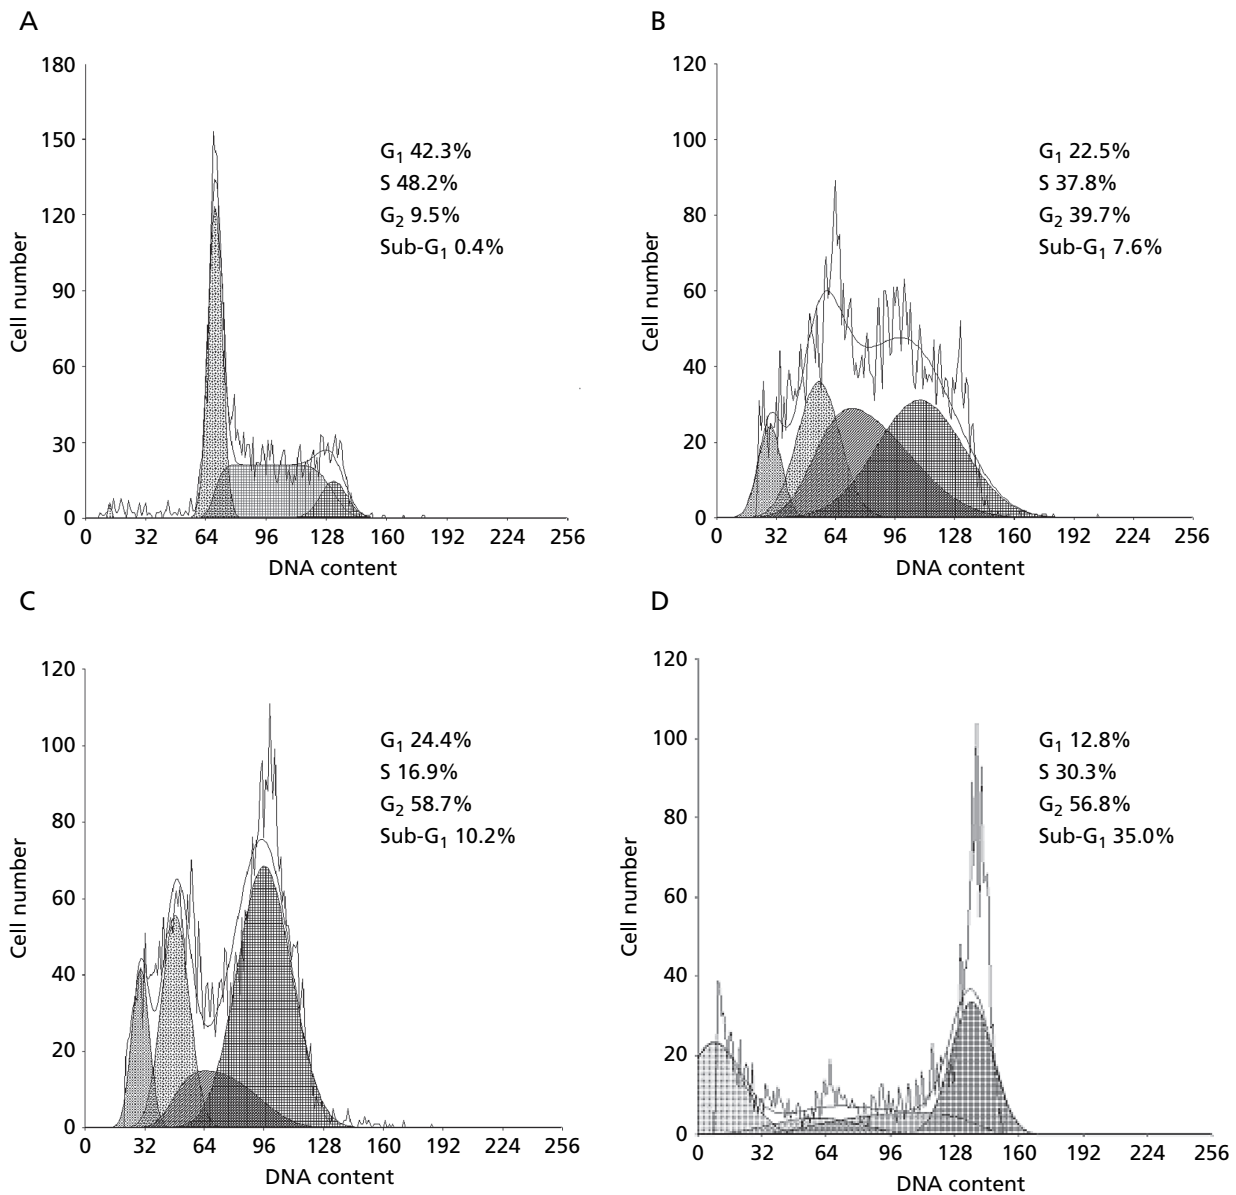 A
180
150
120
90
60
30
0
Cell number
G1 42.3%
S 48.2%
G2 9.5%
Sub-G1 0.4%
0 32 64 96 128 160 192 224 256
DNA content
B
120
100
80
60
40
20
0
Cell number
G1 22.5%
S 37.8%
G2 39.7%
Sub-G1 7.6%
0 32 64 96 128 160 192 224 256
DNA content
C
120
100
80
60
40
20
0
Cell number
G1 24.4%
S 16.9%
G2 58.7%
Sub-G1 10.2%
0 32 64 96 128 160 192 224 256
DNA content
D
120
100
80
60
40
20
0
Cell number
G1 12.8%
S 30.3%
G2 56.8%
Sub-G1 35.0%
0 32 64 96 128 160 192 224 256
DNA content